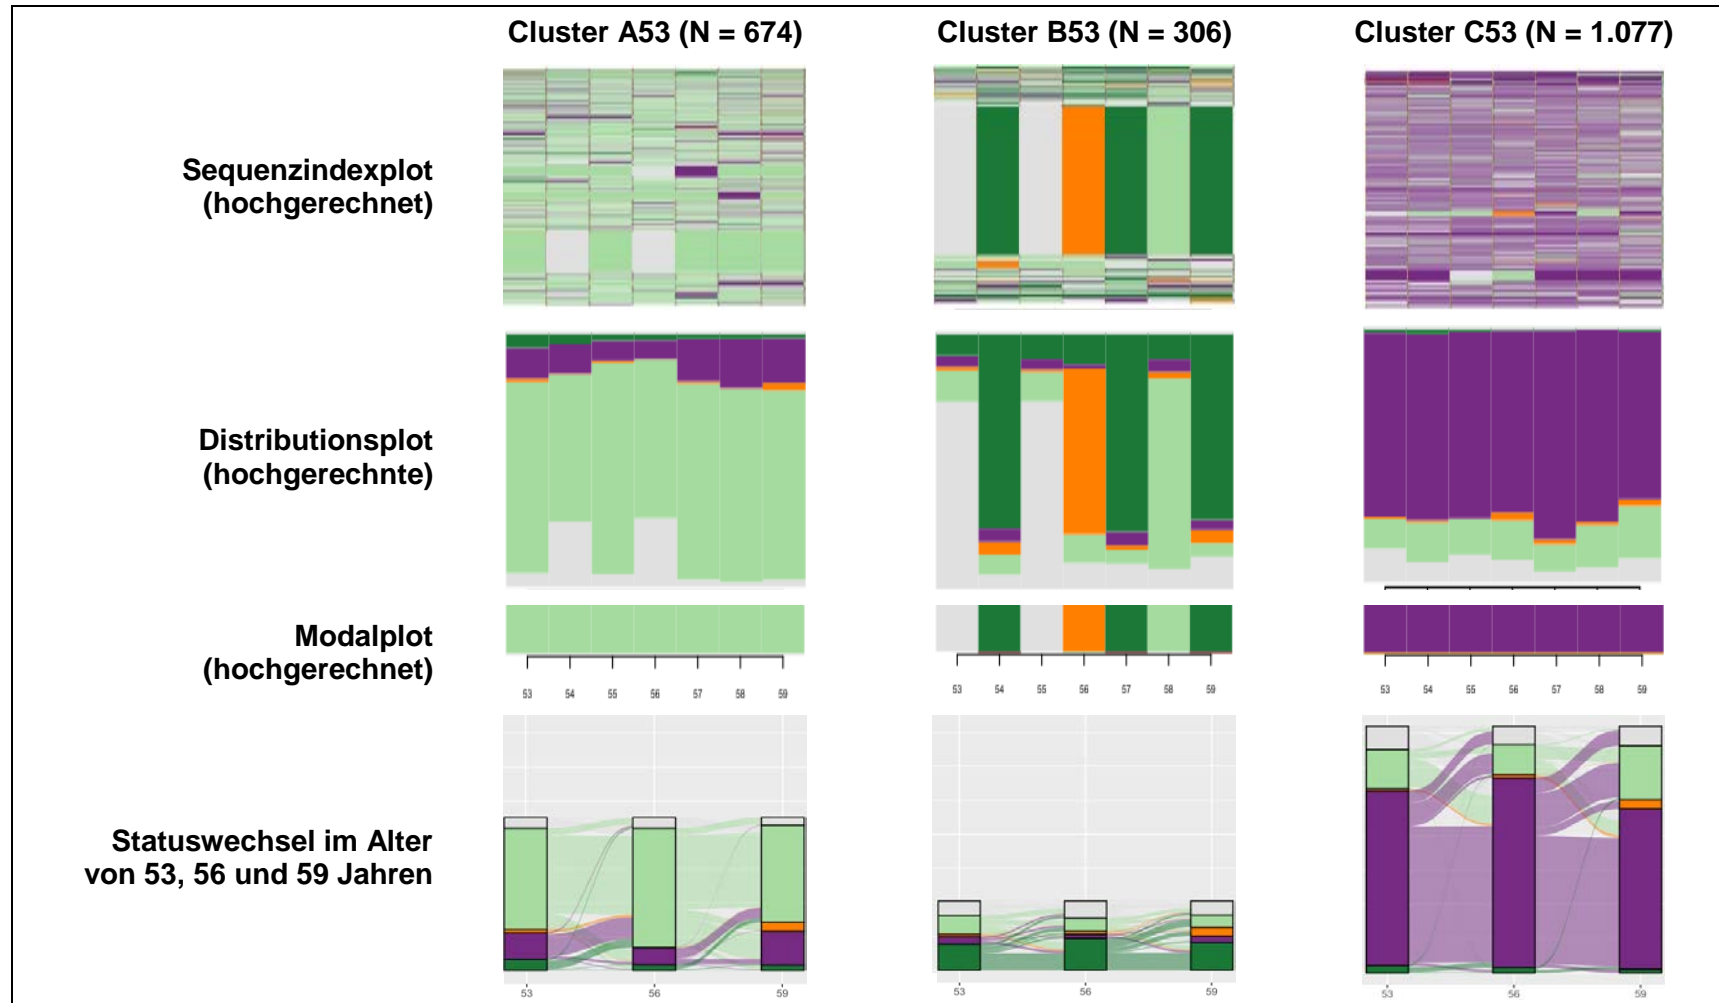 Cluster A53 (N = 674)
Cluster B53 (N = 306)
Cluster C53 (N = 1.077)
Sequenzindexplot
(hochgerechnet)
Distributionsplot
(hochgerechnte)
Modalplot
(hochgerechnet)
53 54 55 56 57 58 59
53 54 55 56 57 58 59
53 54 55 56 57 58 59
Statuswechsel im Alter
von 53, 56 und 59 Jahren
53 56 59
53 56 59
53 56 59